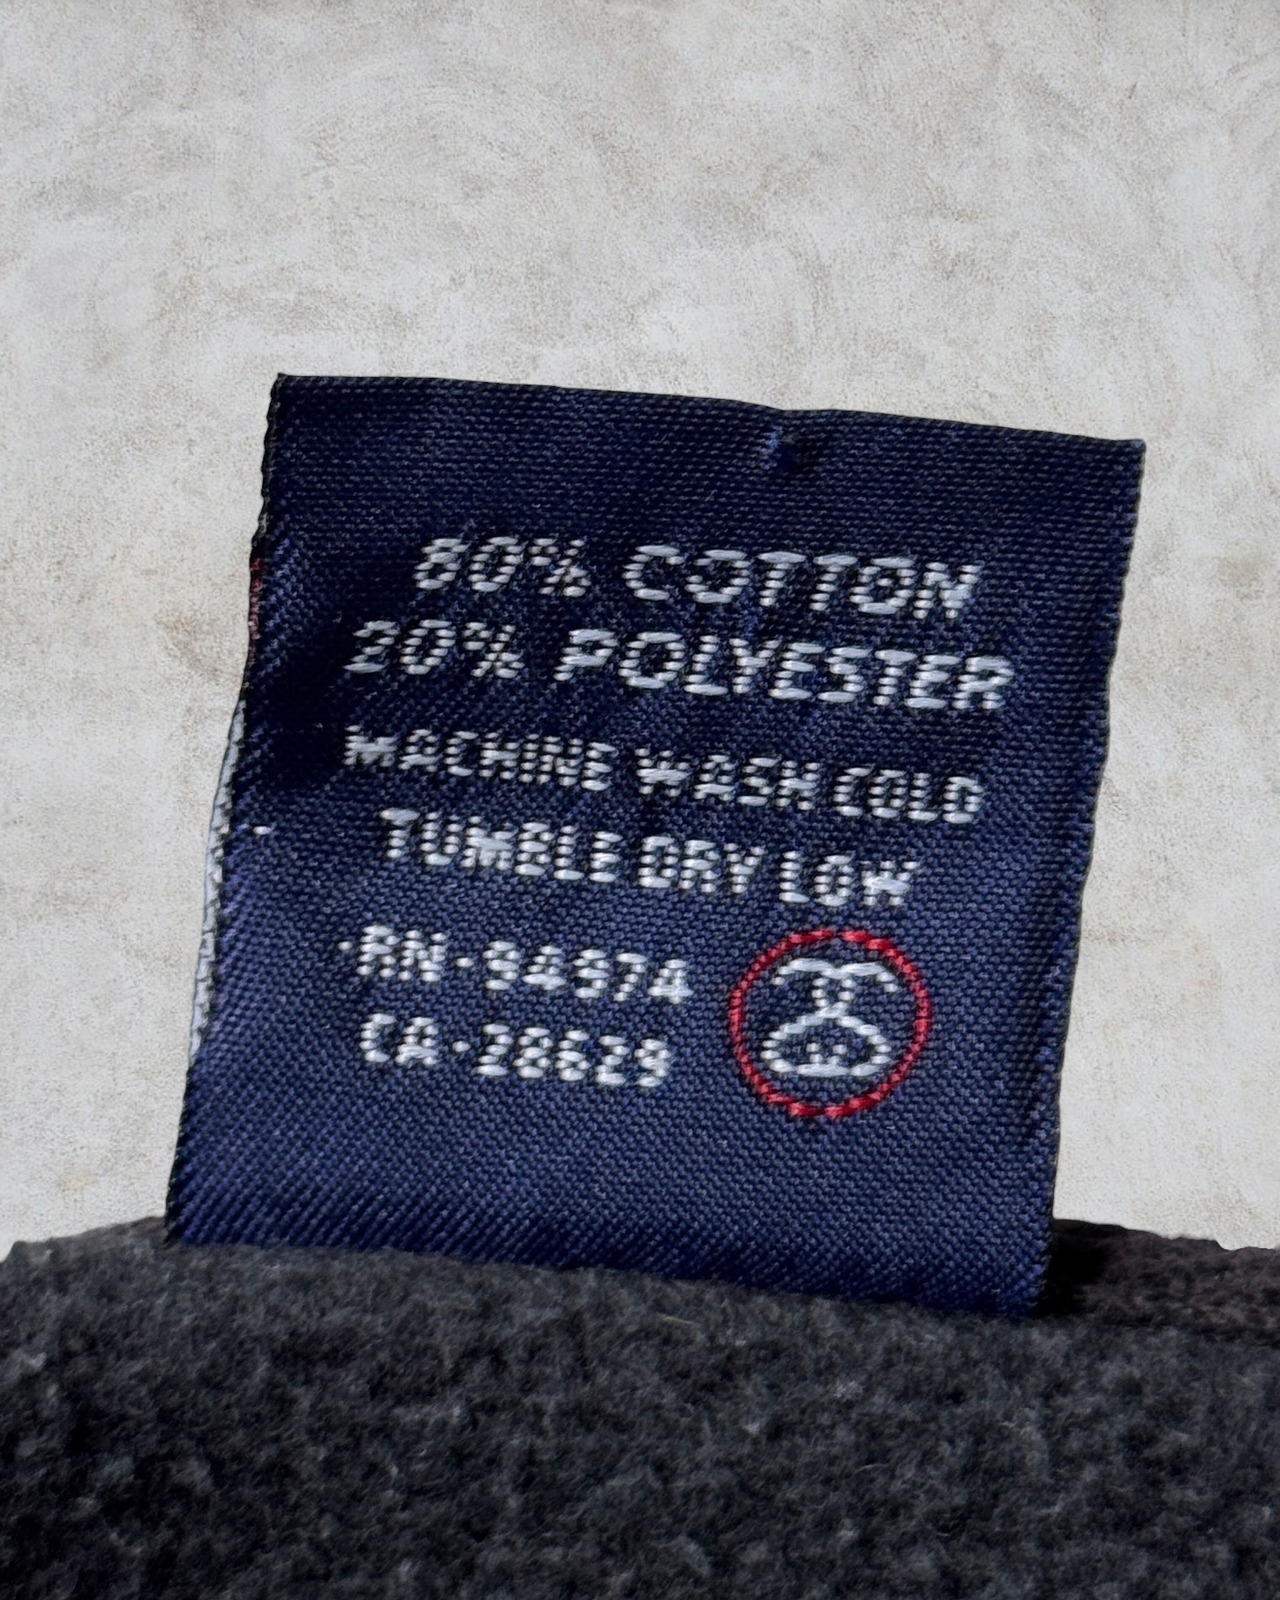 80% COTTON
20% POLYESTER
MACHINE WASH COLD
TUMBLE DRY LOW
RN-94974
CA-28629